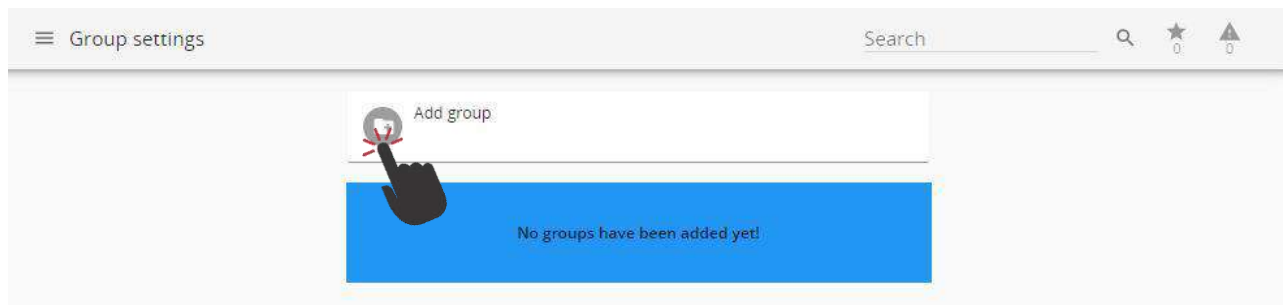 Group settings
Search
0
0
Add group
No groups have been added yet!